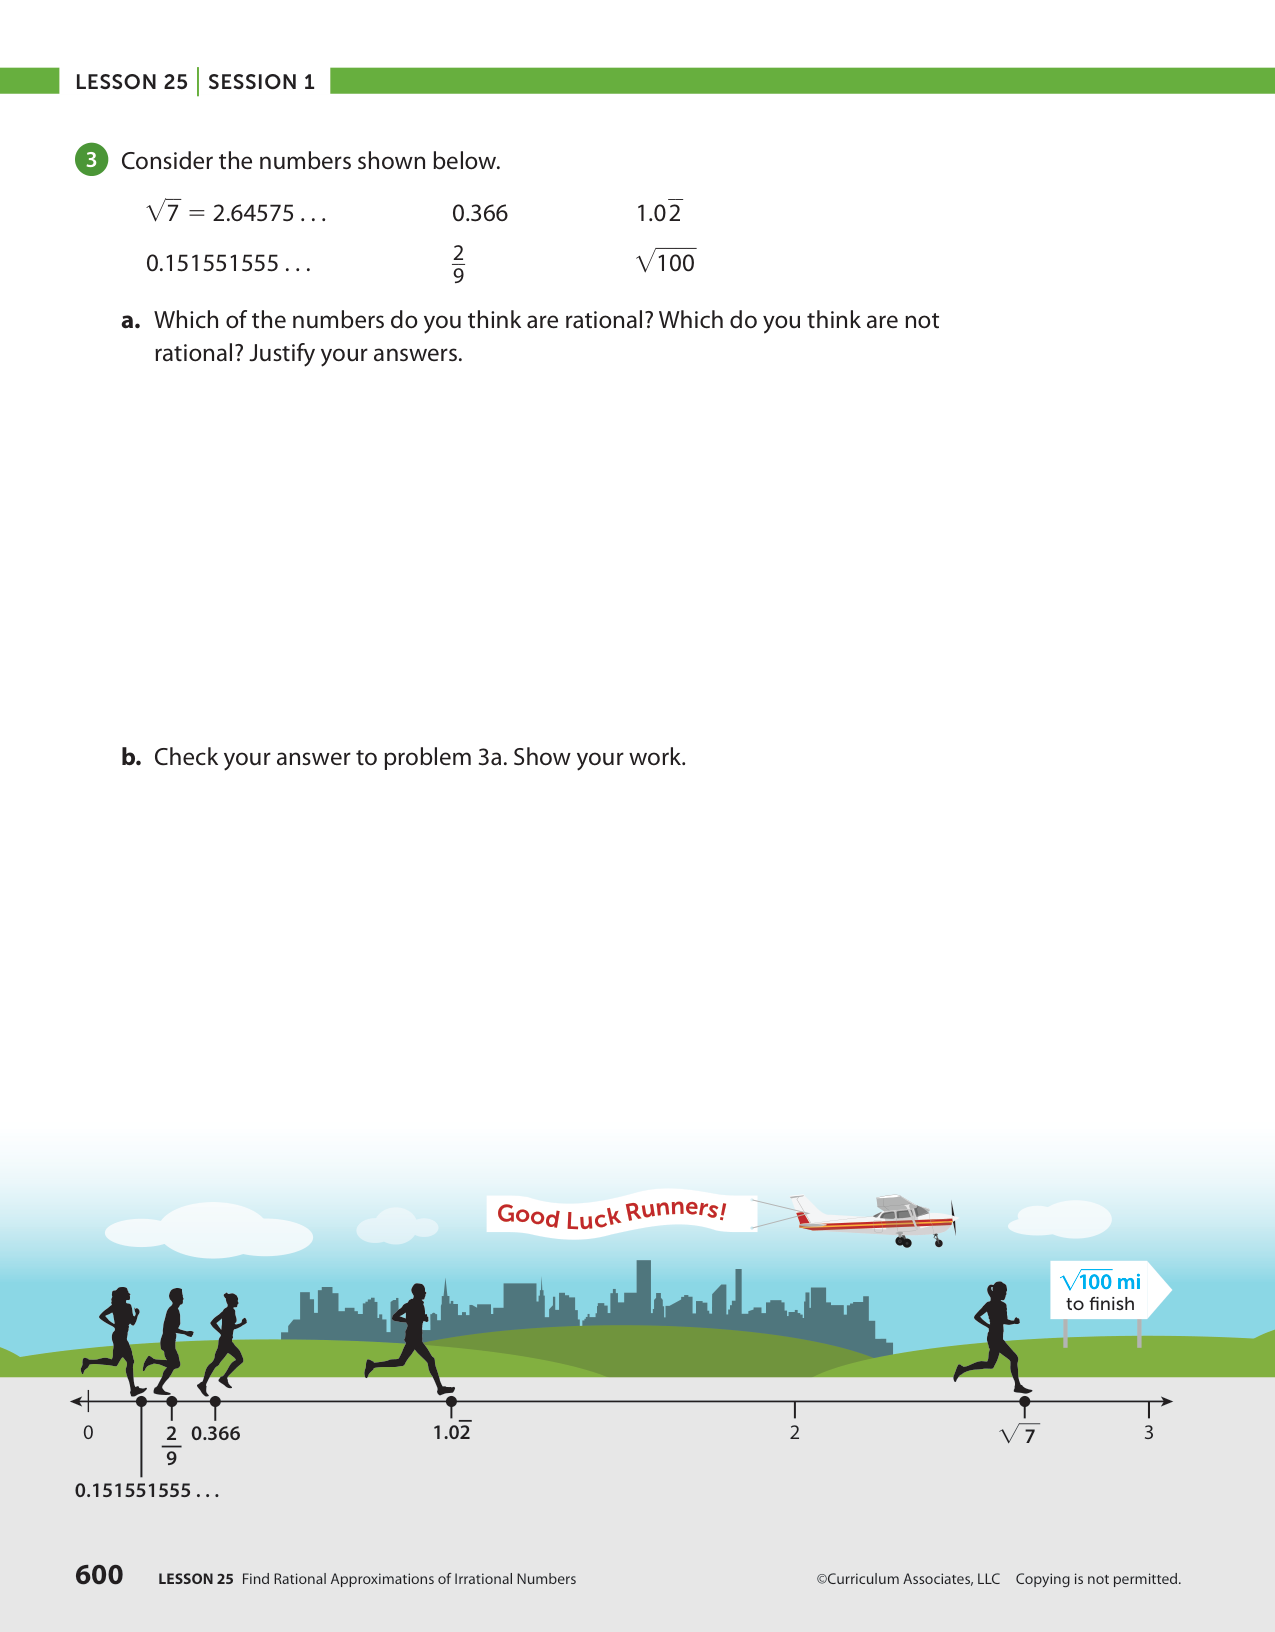 LESSON 25 | SESSION 1
3 Consider the numbers shown below.
√7 = 2.64575 . . . 0.366 1.02̅
0.151551555 . . . 2/9 √100
a. Which of the numbers do you think are rational? Which do you think are not
rational? Justify your answers.
b. Check your answer to problem 3a. Show your work.
Good Luck Runners!
√100 mi
to finish
0 2/9 0.366 1.02̅ 2 √7 3
0.151551555 . . .
600 LESSON 25 Find Rational Approximations of Irrational Numbers ©Curriculum Associates, LLC Copying is not permitted.